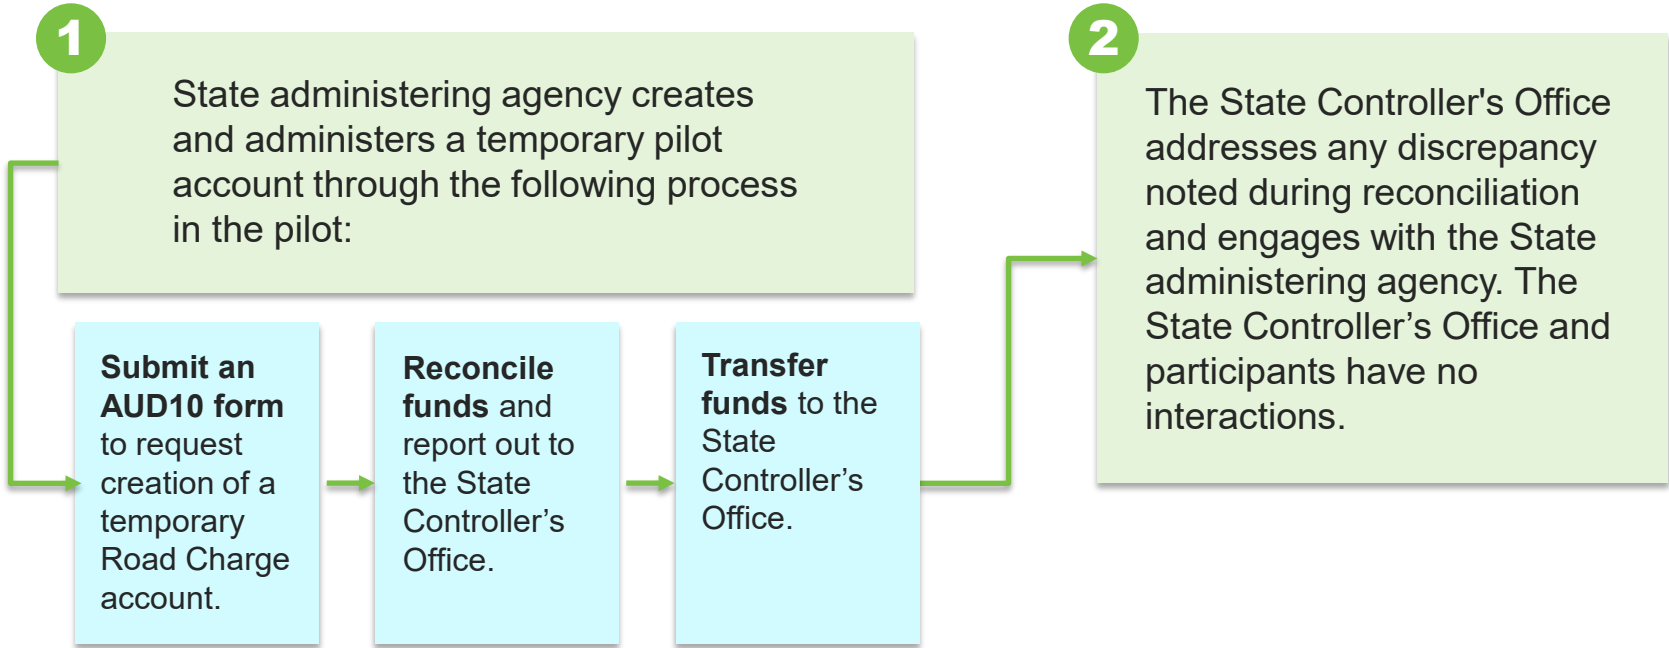 1
State administering agency creates
and administers a temporary pilot
account through the following process
in the pilot:
Submit an
AUD10 form
to request
creation of a
temporary
Road Charge
account.
Reconcile
funds and
report out to
the State
Controller’s
Office.
Transfer
funds to the
State
Controller’s
Office.
2
The State Controller's Office
addresses any discrepancy
noted during reconciliation
and engages with the State
administering agency. The
State Controller’s Office and
participants have no
interactions.